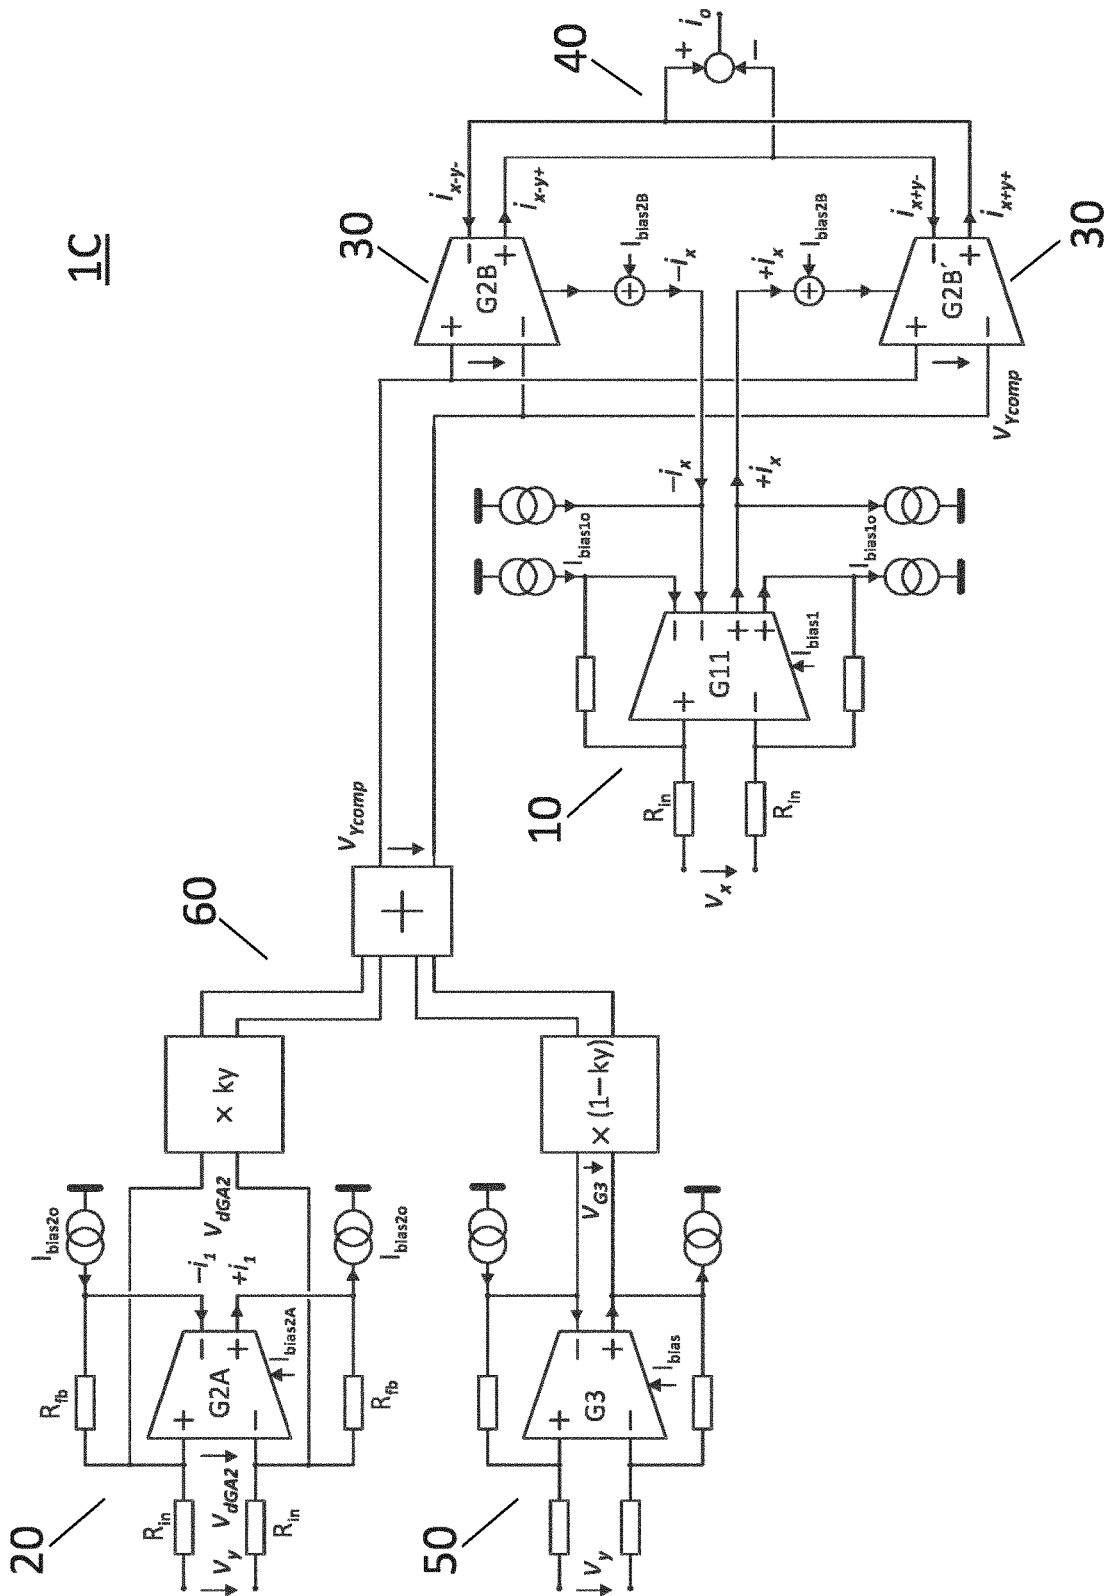 1C
20
V_y
R_in
R_in
V_dGA2
R_fb
R_fb
+
−
G2A
−
+
I_bias2A
−i_1
+i_1
I_bias2o
I_bias2o
V_dGA2
× ky
60
50
V_y
+
−
G3
−
+
I_bias
V_G3
× (1−ky)
+
V_Ycomp
10
V_x
R_in
R_in
+
−
G11
−
−
+
+
I_bias1
I_bias1o
I_bias1o
−i_x
+i_x
V_Ycomp
30
+
−
G2B
−
+
i_x-y-
i_x-y+
+
I_bias2B
−i_x
+i_x
+
I_bias2B
+
−
G2B´
−
+
i_x+y-
i_x+y+
30
40
+
−
i_o